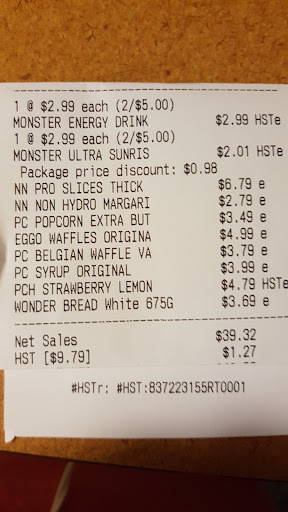 1 @ $2.99 each (2/$5.00)
MONSTER ENERGY DRINK $2.99 HSTe
1 @ $2.99 each (2/$5.00)
MONSTER ULTRA SUNRIS $2.01 HSTe
Package price discount: $0.98
NN PRO SLICES THICK $6.79 e
NN NON HYDRO MARGARI $2.79 e
PC POPCORN EXTRA BUT $3.49 e
EGGO WAFFLES ORIGINA $4.99 e
PC BELGIAN WAFFLE VA $3.79 e
PC SYRUP ORIGINAL $3.99 e
PCH STRAWBERRY LEMON $4.79 HSTe
WONDER BREAD White 675G $3.69 e
Net Sales $39.32
HST [$9.79] $1.27
#HSTr: #HST:837223155RT0001